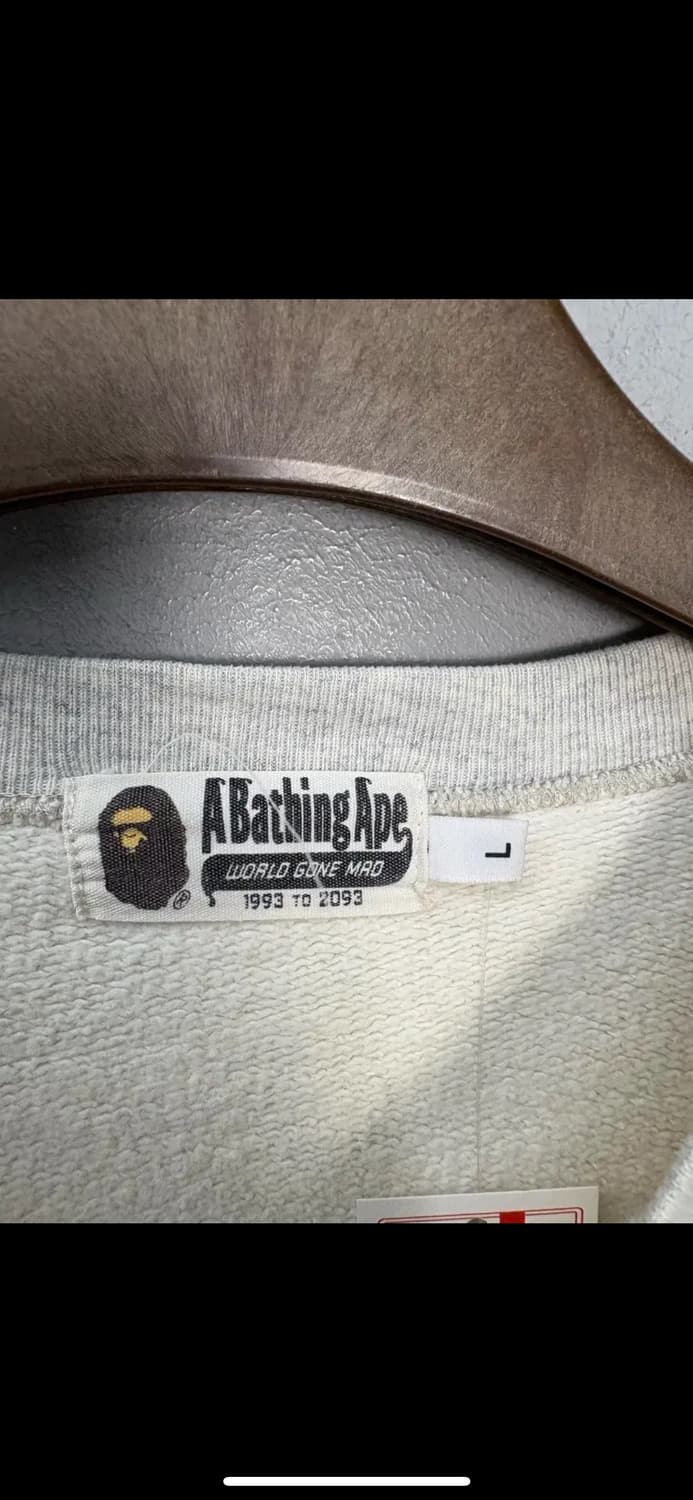 A Bathing Ape
WORLD GONE MAD
®
1993 TO 2093
L